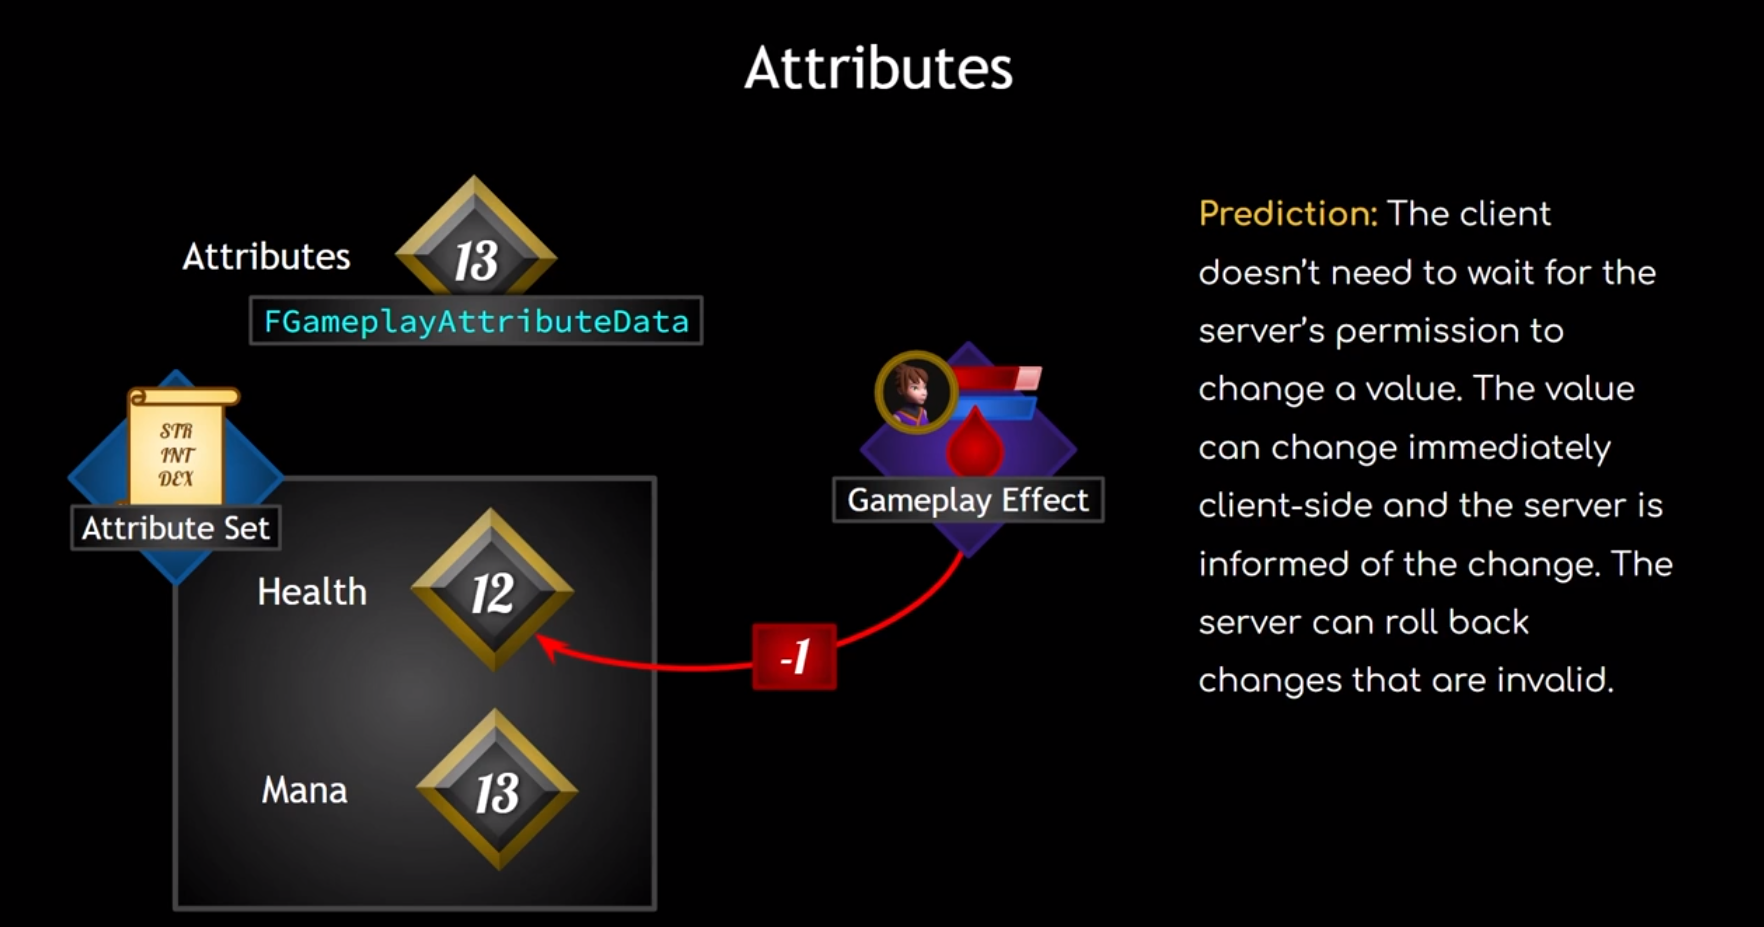 Attributes
Attributes
13
FGameplayAttributeData
STR
INT
DEX
Attribute Set
Health
12
Mana
13
Gameplay Effect
-1
Prediction: The client
doesn't need to wait for the
server's permission to
change a value. The value
can change immediately
client-side and the server is
informed of the change. The
server can roll back
changes that are invalid.